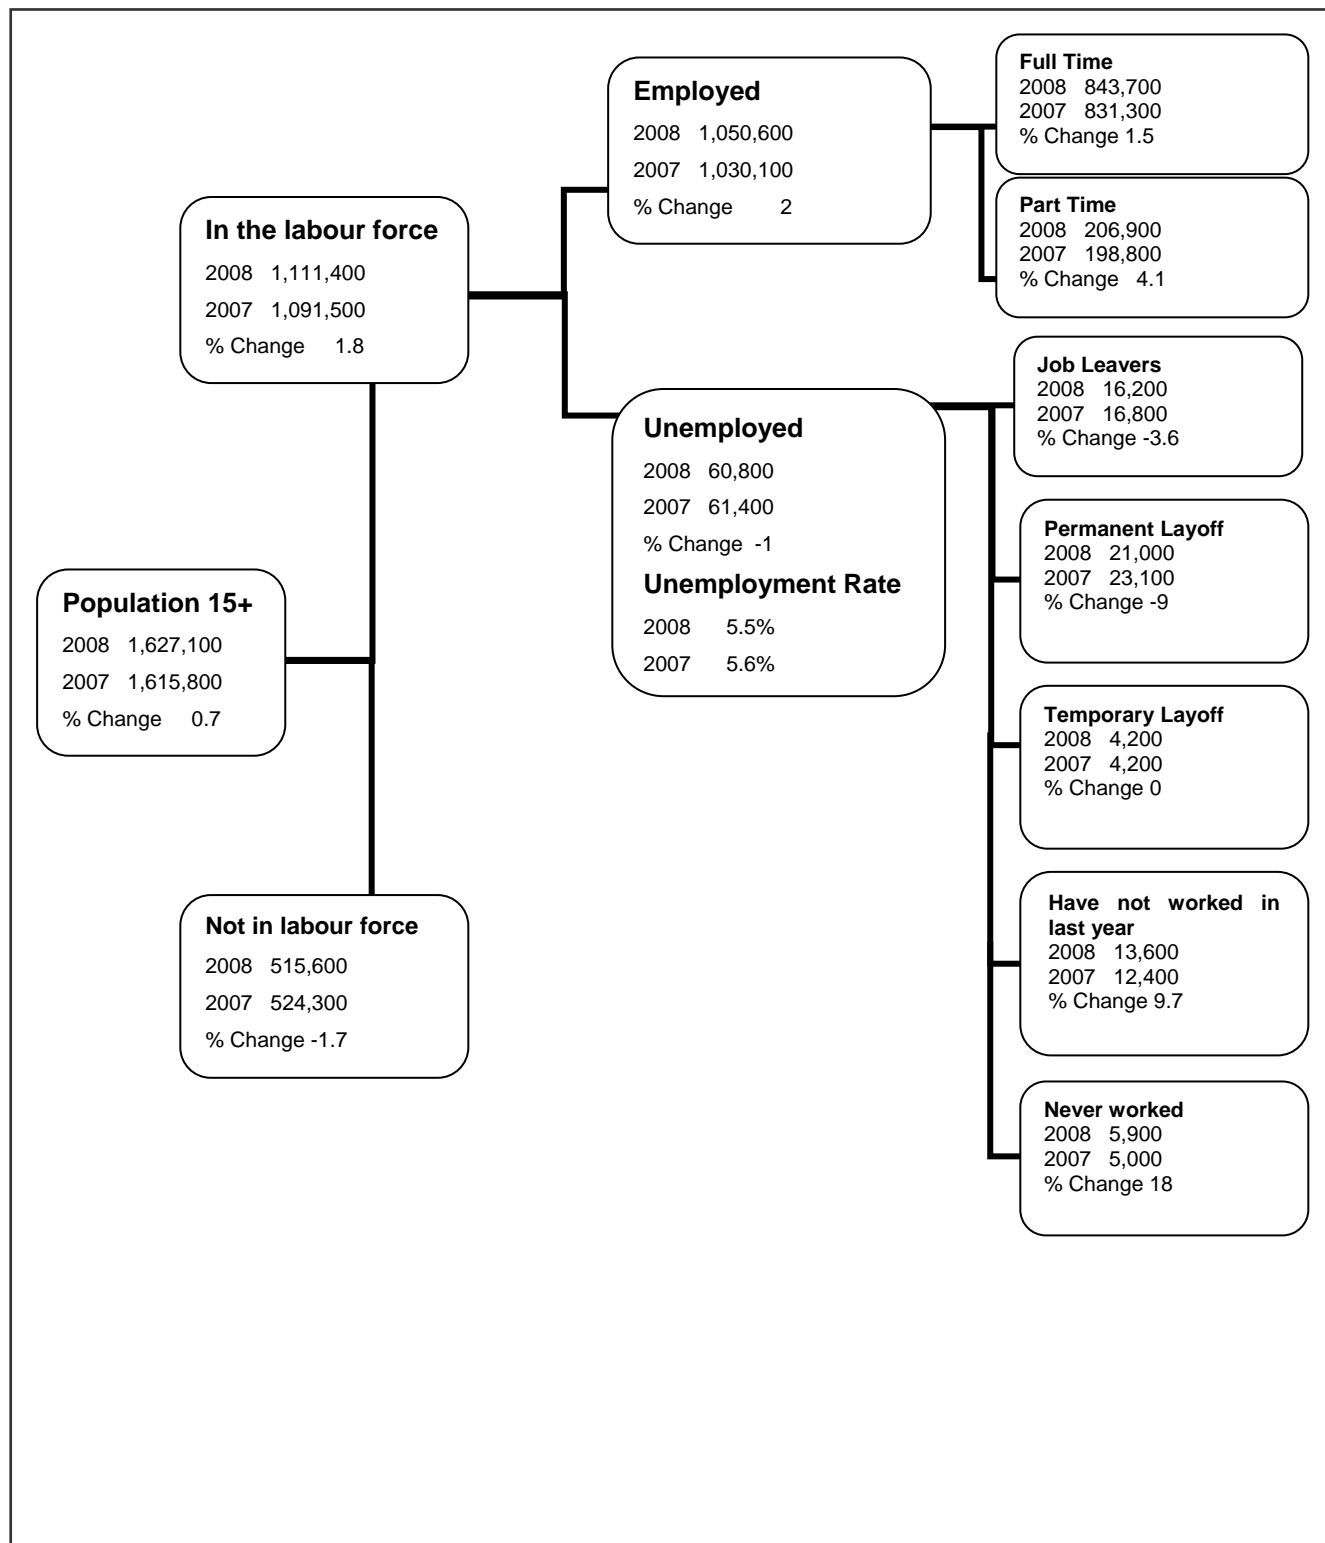 Population 15+
2008 1,627,100
2007 1,615,800
% Change 0.7
In the labour force
2008 1,111,400
2007 1,091,500
% Change 1.8
Not in labour force
2008 515,600
2007 524,300
% Change -1.7
Employed
2008 1,050,600
2007 1,030,100
% Change 2
Unemployed
2008 60,800
2007 61,400
% Change -1
Unemployment Rate
2008 5.5%
2007 5.6%
Full Time
2008 843,700
2007 831,300
% Change 1.5
Part Time
2008 206,900
2007 198,800
% Change 4.1
Job Leavers
2008 16,200
2007 16,800
% Change -3.6
Permanent Layoff
2008 21,000
2007 23,100
% Change -9
Temporary Layoff
2008 4,200
2007 4,200
% Change 0
Have not worked in
last year
2008 13,600
2007 12,400
% Change 9.7
Never worked
2008 5,900
2007 5,000
% Change 18